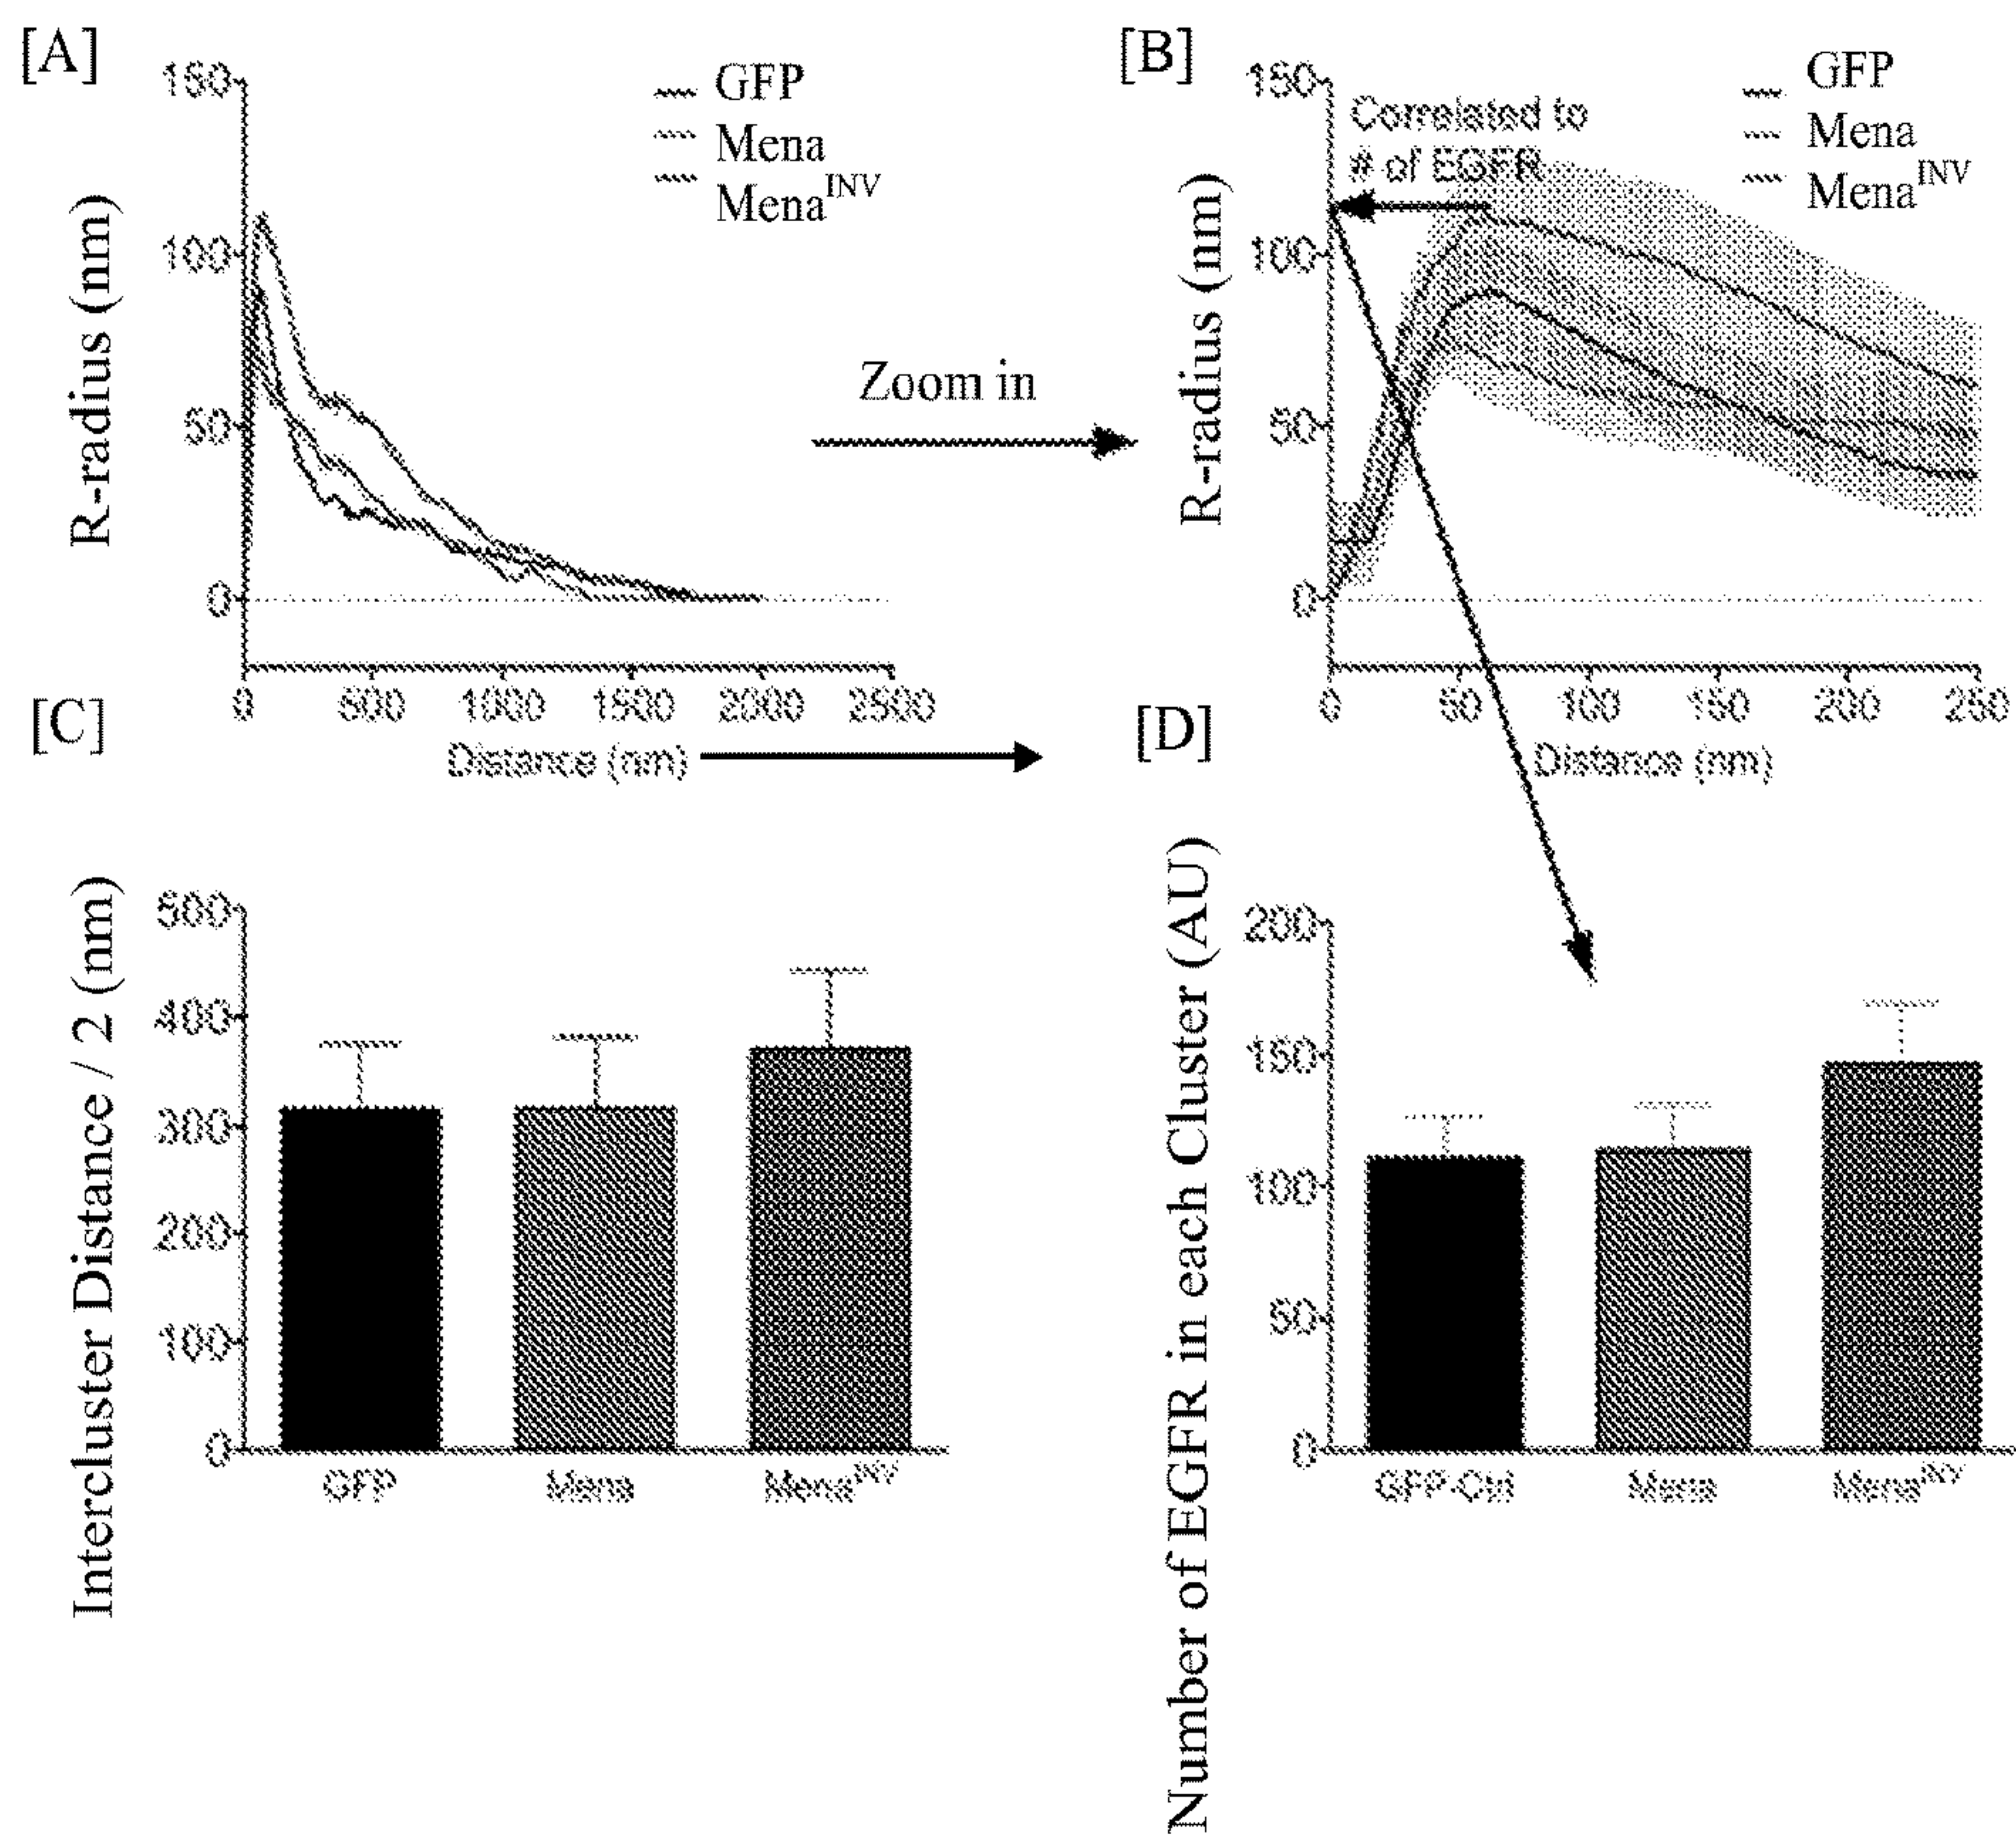 [A]
150
100
50
0
R-radius (nm)
GFP
Mena
Mena^INV
0 500 1000 1500 2000 2500
Distance (nm)
Zoom in
[B]
150
100
50
0
R-radius (nm)
Correlated to
# of EGFR
GFP
Mena
Mena^INV
0 50 100 150 200 250
Distance (nm)
[C]
500
400
300
200
100
0
Intercluster Distance / 2 (nm)
GFP Mena Mena^INV
[D]
200
150
100
50
0
Number of EGFR in each Cluster (AU)
GFP-Ctrl Mena Mena^INV